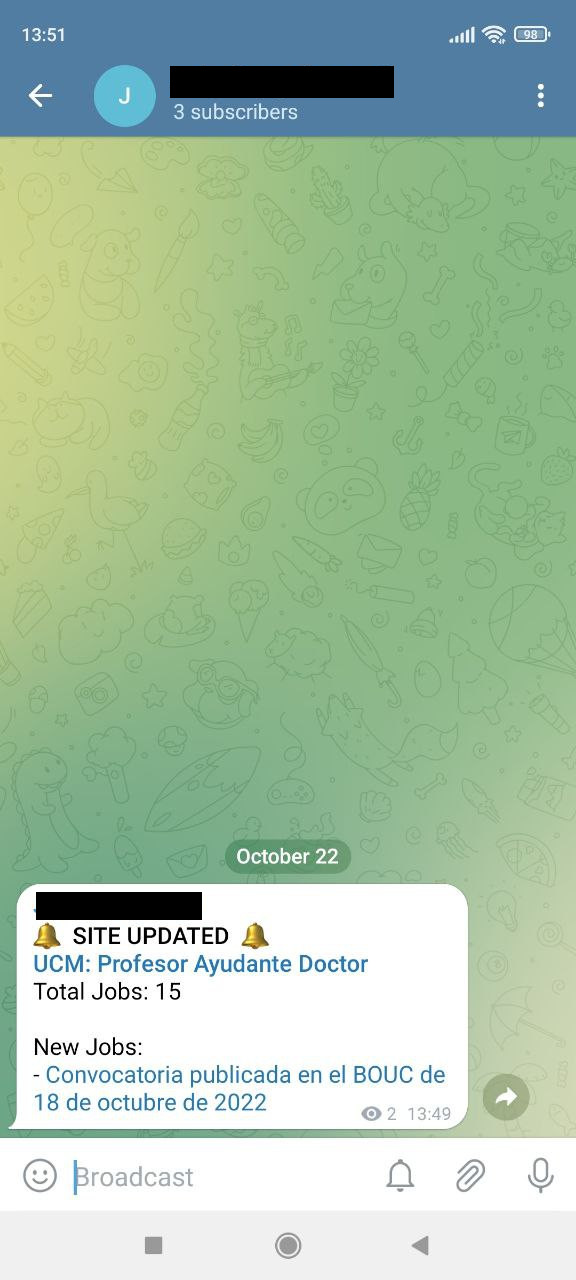 13:51
98
J
3 subscribers
October 22
SITE UPDATED
UCM: Profesor Ayudante Doctor
Total Jobs: 15
New Jobs:
- Convocatoria publicada en el BOUC de
18 de octubre de 2022
2 13:49
Broadcast